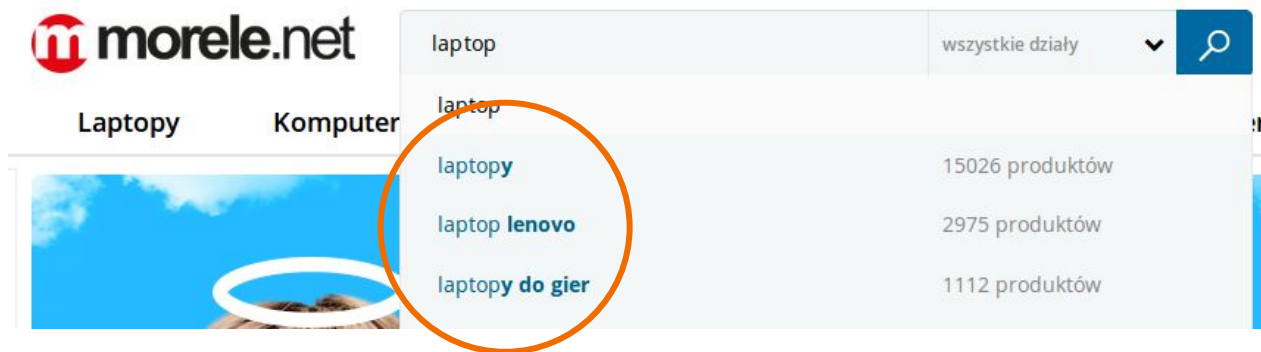 morele.net
laptop
wszystkie działy
Laptopy
Komputer
laptop
laptopy
15026 produktów
laptop lenovo
2975 produktów
laptopy do gier
1112 produktów